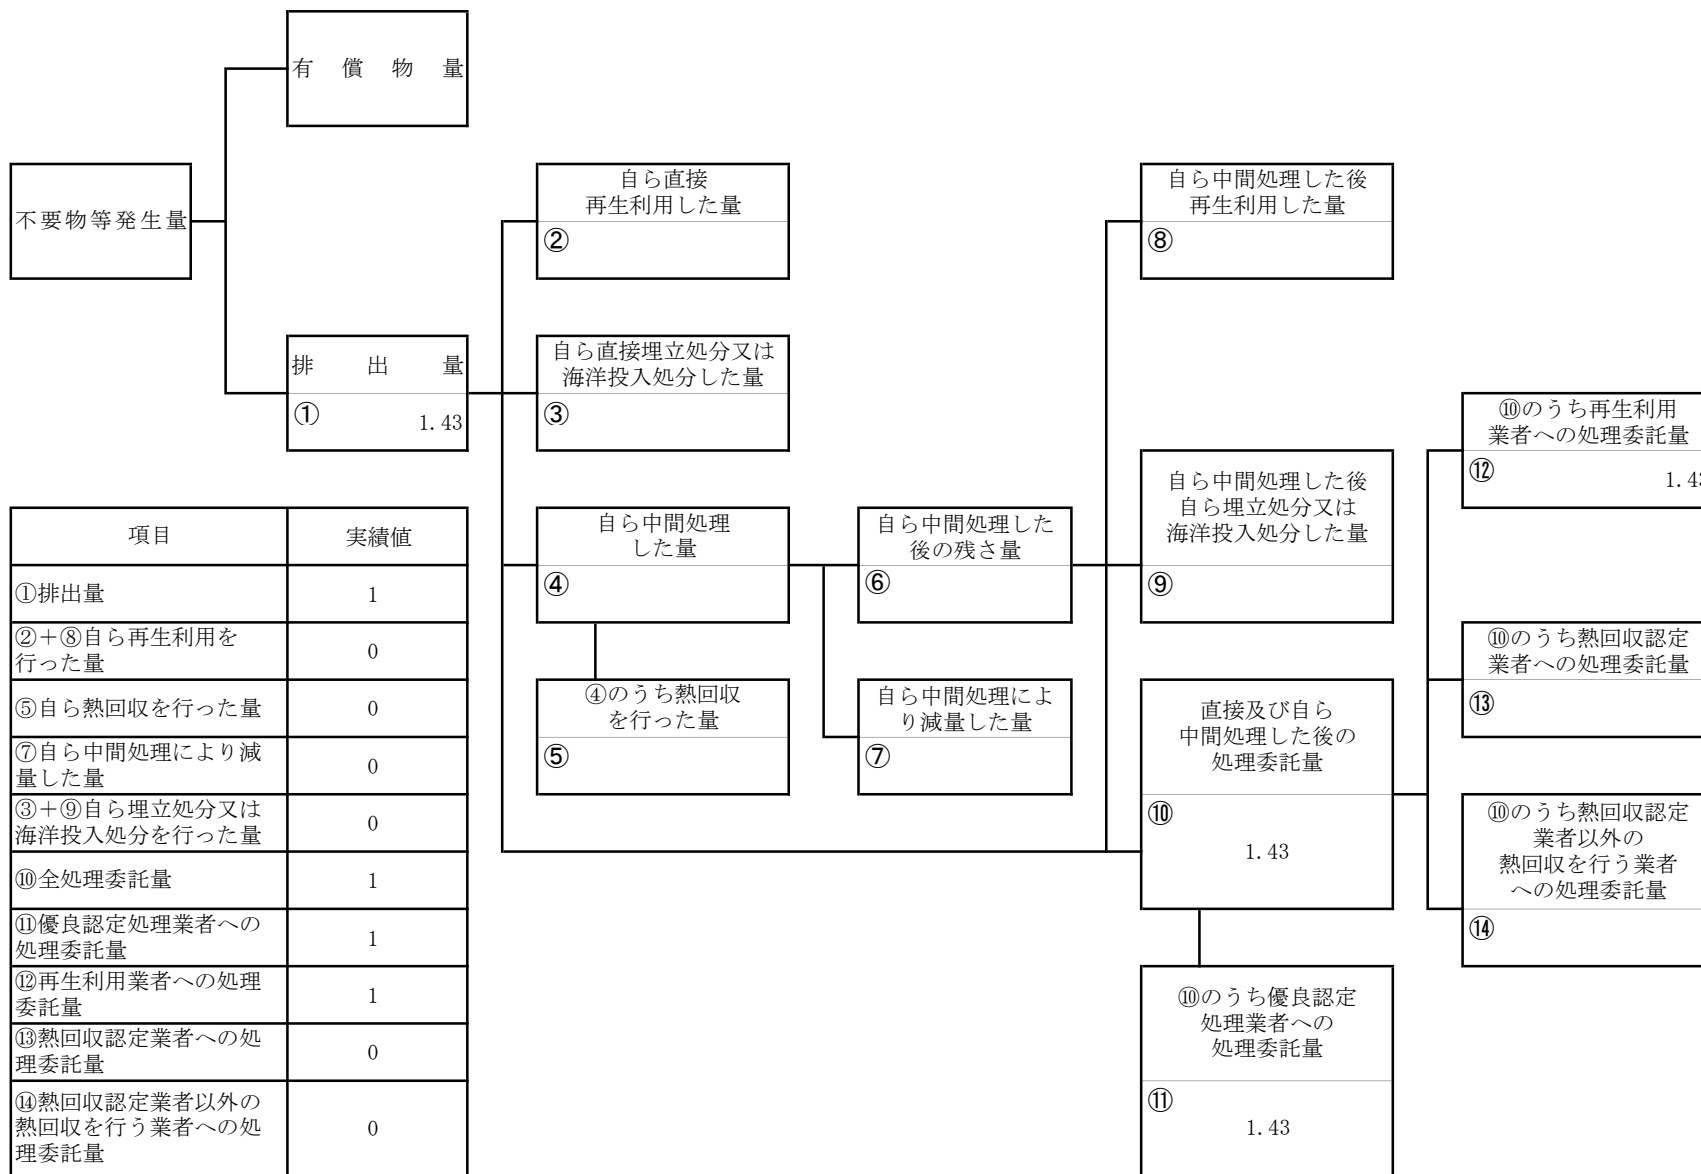 有償物量
不要物等発生量
排出量
①
1.43
自ら直接
再生利用した量
②
自ら直接埋立処分又は
海洋投入処分した量
③
自ら中間処理
した量
④
④のうち熱回収
を行った量
⑤
自ら中間処理した
後の残さ量
⑥
自ら中間処理によ
り減量した量
⑦
自ら中間処理した後
再生利用した量
⑧
自ら中間処理した後
自ら埋立処分又は
海洋投入処分した量
⑨
直接及び自ら
中間処理した後の
処理委託量
⑩
1.43
⑩のうち優良認定
処理業者への
処理委託量
⑪
1.43
⑩のうち再生利用
業者への処理委託量
⑫
1.43
⑩のうち熱回収認定
業者への処理委託量
⑬
⑩のうち熱回収認定
業者以外の
熱回収を行う業者
への処理委託量
⑭
項目 実績値
①排出量 1
②+⑧自ら再生利用を
行った量 0
⑤自ら熱回収を行った量 0
⑦自ら中間処理により減
量した量 0
③+⑨自ら埋立処分又は
海洋投入処分を行った量 0
⑩全処理委託量 1
⑪優良認定処理業者への
処理委託量 1
⑫再生利用業者への処理
委託量 1
⑬熱回収認定業者への処
理委託量 0
⑭熱回収認定業者以外の
熱回収を行う業者への処
理委託量 0